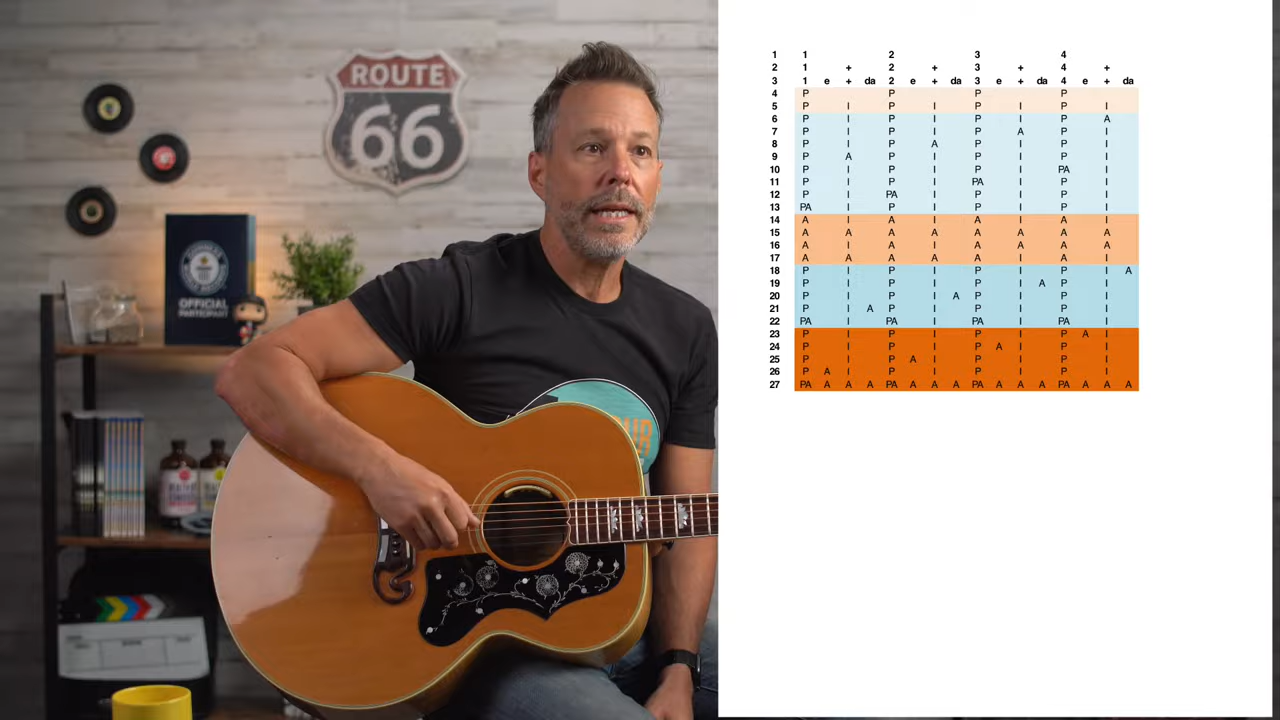 ROUTE
66
OFFICIAL
PARTICIPANT
1 1 2 3 4
2 1 + 2 + 3 + 4 +
3 1 e + da 2 e + da 3 e + da 4 e + da
4 P P P P
5 P I P I P I P I
6 P I P I P I P A
7 P I P I P A P I
8 P I P A P I P I
9 P A P I P I P I
10 P I P I P I PA I
11 P I P I PA I P I
12 P I PA I P I P I
13 PA I P I P I P I
14 A I A I A I A I
15 A A A A A A A A
16 A I A I A A A A
17 A A A A A I A I
18 P I P I P I P I A
19 P I P I P I A P I
20 P I P I A P I P I
21 P I A P I P I P I
22 PA I PA I PA I PA I
23 P I P I P I P A I
24 P I P I P A I P I
25 P I P A I P I P I
26 P A I P I P I P I
27 PA A A A PA A A A PA A A A PA A A A